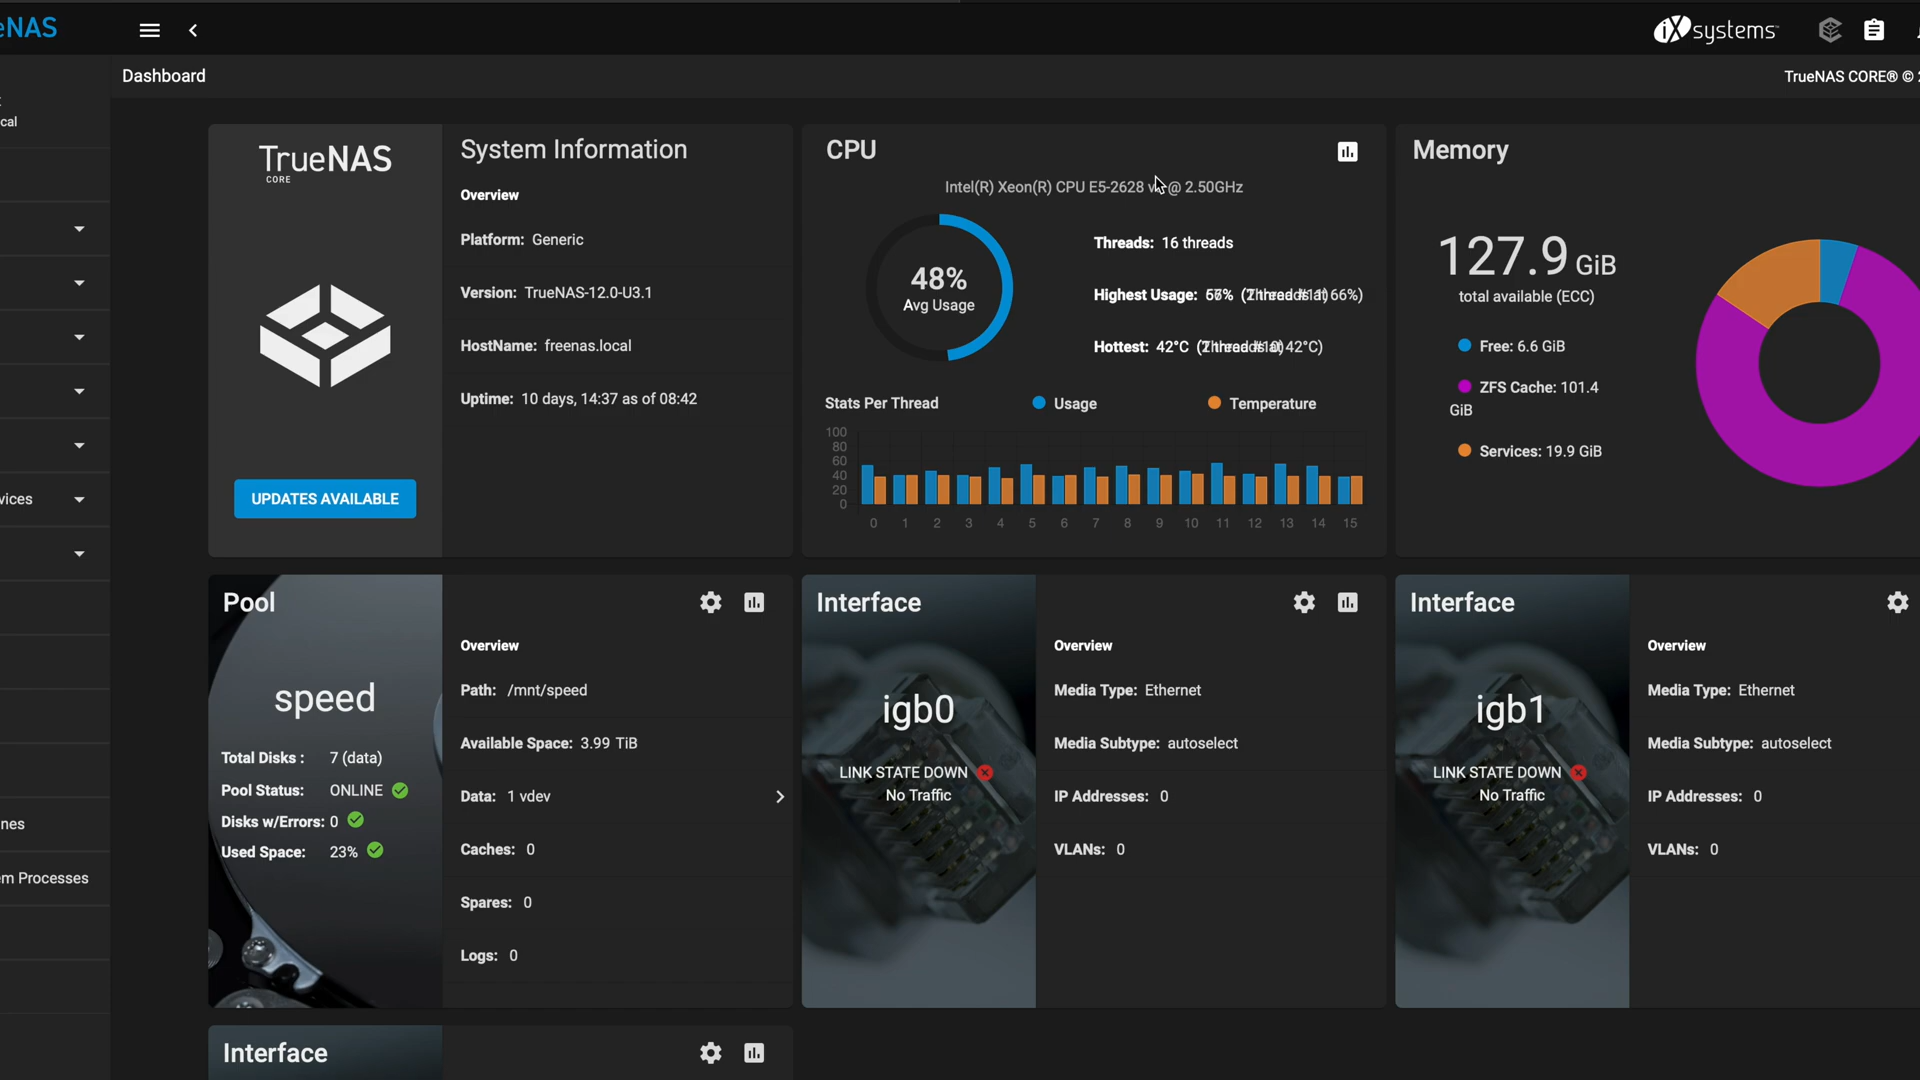 eNAS
iXsystems
Dashboard
TrueNAS CORE® ©
cal
vices
nes
m Processes
TrueNAS
CORE
UPDATES AVAILABLE
System Information
Overview
Platform: Generic
Version: TrueNAS-12.0-U3.1
HostName: freenas.local
Uptime: 10 days, 14:37 as of 08:42
CPU
Intel(R) Xeon(R) CPU E5-2628 @ 2.50GHz
48%
Avg Usage
Threads: 16 threads
Highest Usage: 66%)
Hottest: 42°C 42°C)
Stats Per Thread
Usage
Temperature
100
80
60
40
20
0
0 1 2 3 4 5 6 7 8 9 10 11 12 13 14 15
Memory
127.9 GiB
total available (ECC)
Free: 6.6 GiB
ZFS Cache: 101.4
GiB
Services: 19.9 GiB
Pool
speed
Total Disks : 7 (data)
Pool Status: ONLINE
Disks w/Errors: 0
Used Space: 23%
Overview
Path: /mnt/speed
Available Space: 3.99 TiB
Data: 1 vdev
Caches: 0
Spares: 0
Logs: 0
Interface
igb0
LINK STATE DOWN
No Traffic
Overview
Media Type: Ethernet
Media Subtype: autoselect
IP Addresses: 0
VLANs: 0
Interface
igb1
LINK STATE DOWN
No Traffic
Overview
Media Type: Ethernet
Media Subtype: autoselect
IP Addresses: 0
VLANs: 0
Interface